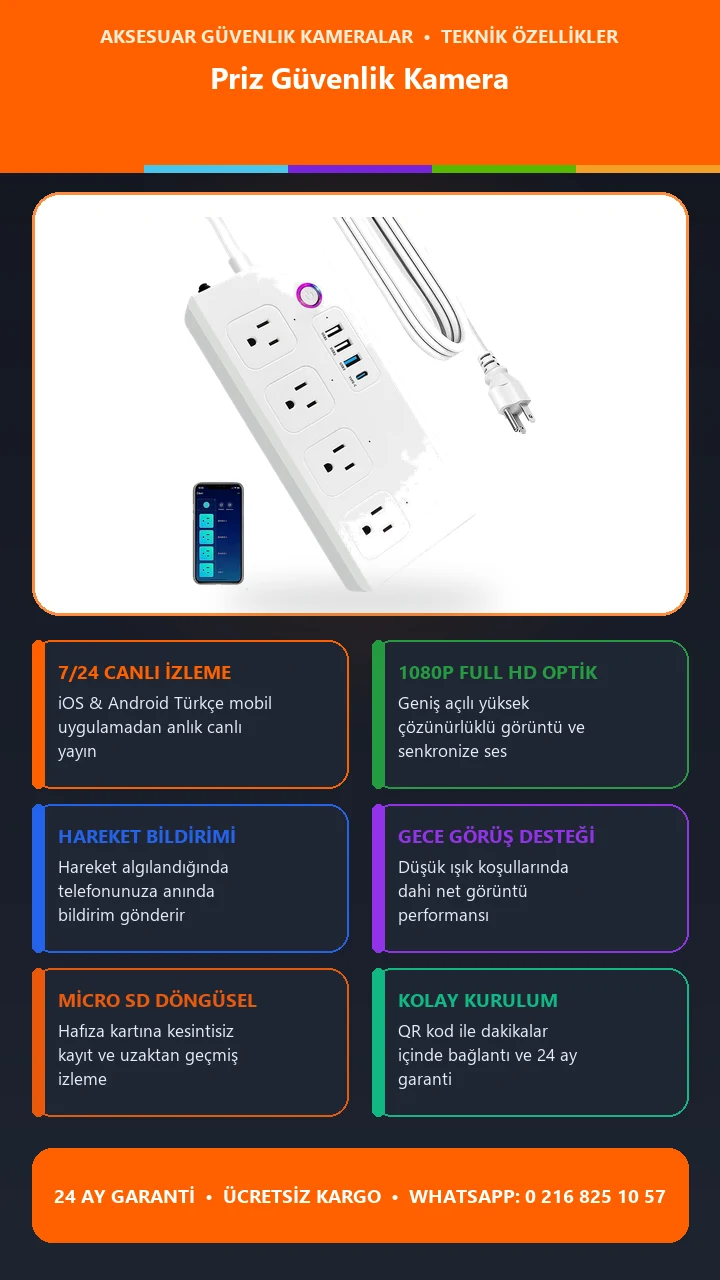 AKSESUAR GÜVENLIK KAMERALAR • TEKNİK ÖZELLİKLER
Priz Güvenlik Kamera
7/24 CANLI İZLEME
iOS & Android Türkçe mobil
uygulamadan anlık canlı
yayın
1080P FULL HD OPTİK
Geniş açılı yüksek
çözünürlüklü görüntü ve
senkronize ses
HAREKET BİLDİRİMİ
Hareket algılandığında
telefonunuza anında
bildirim gönderir
GECE GÖRÜŞ DESTEĞİ
Düşük ışık koşullarında
dahi net görüntü
performansı
MİCRO SD DÖNGÜSEL
Hafıza kartına kesintisiz
kayıt ve uzaktan geçmiş
izleme
KOLAY KURULUM
QR kod ile dakikalar
içinde bağlantı ve 24 ay
garanti
24 AY GARANTİ • ÜCRETSİZ KARGO • WHATSAPP: 0 216 825 10 57